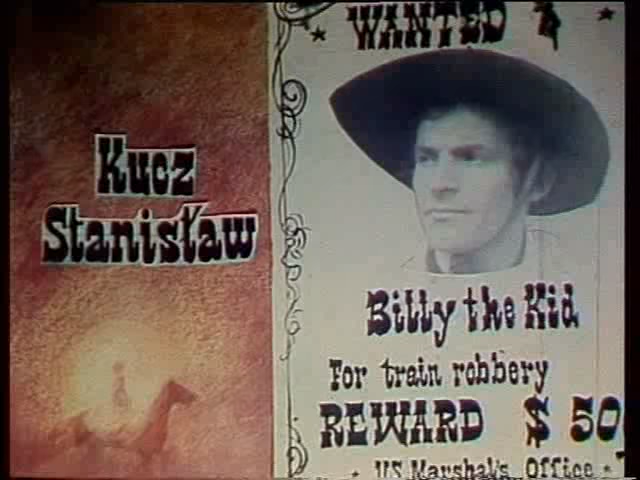 Kucz
Stanisław
WANTED
Billy the Kid
For train robbery
REWARD $ 50
U.S. Marshal's Office